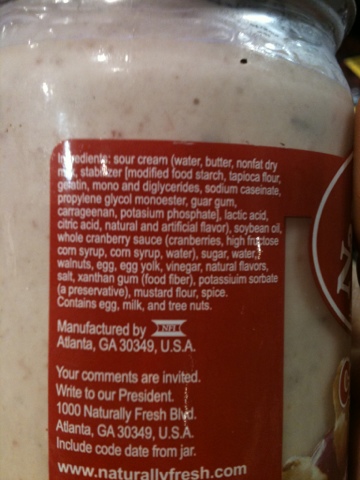 Ingredients: sour cream (water, butter, nonfat dry
milk, stabilizer [modified food starch, tapioca flour,
gelatin, mono and diglycerides, sodium caseinate,
propylene glycol monoester, guar gum,
carrageenan, potasium phosphate], lactic acid,
citric acid, natural and artificial flavor), soybean oil,
whole cranberry sauce (cranberries, high fructose
corn syrup, corn syrup, water), sugar, water,
walnuts, egg, egg yolk, vinegar, natural flavors,
salt, xanthan gum (food fiber), potassiuim sorbate
(a preservative), mustard flour, spice.
Contains egg, milk, and tree nuts.
Manufactured by NFI
Atlanta, GA 30349, U.S.A.
Your comments are invited.
Write to our President.
1000 Naturally Fresh Blvd.
Atlanta, GA 30349, U.S.A.
Include code date from jar.
www.naturallyfresh.com